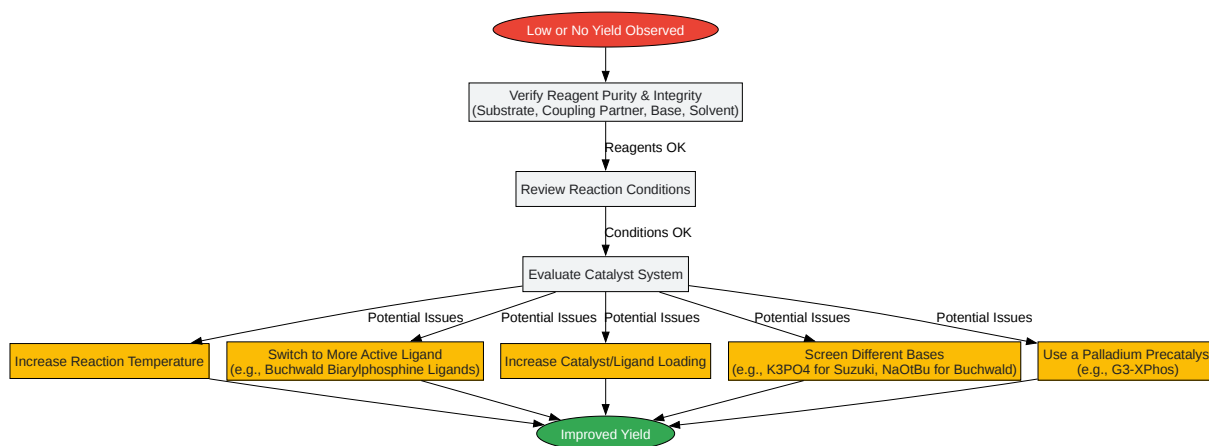 Low or No Yield Observed
Verify Reagent Purity & Integrity
(Substrate, Coupling Partner, Base, Solvent)
Reagents OK
Review Reaction Conditions
Conditions OK
Evaluate Catalyst System
Potential Issues
Potential Issues
Potential Issues
Potential Issues
Potential Issues
Increase Reaction Temperature
Switch to More Active Ligand
(e.g., Buchwald Biarylphosphine Ligands)
Increase Catalyst/Ligand Loading
Screen Different Bases
(e.g., K3PO4 for Suzuki, NaOtBu for Buchwald)
Use a Palladium Precatalys
(e.g., G3-XPhos)
Improved Yield